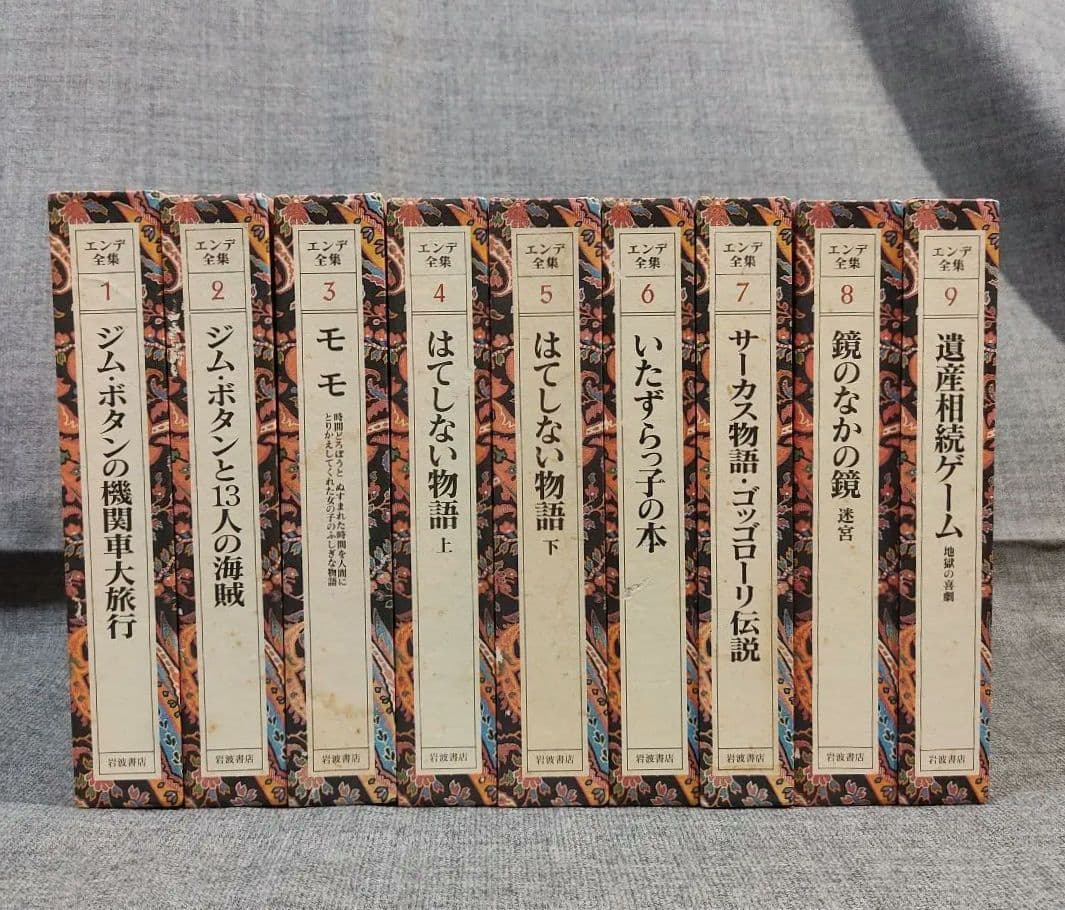 エンデ
全集
1
ジム・ボタンの機関車大旅行
岩波書店
エンデ
全集
2
ジム・ボタンと13人の海賊
岩波書店
エンデ
全集
3
モモ
時間どろぼうと ぬすまれた時間を人間に
とりかえしてくれた女の子のふしぎな物語
岩波書店
エンデ
全集
4
はてしない物語 上
岩波書店
エンデ
全集
5
はてしない物語 下
岩波書店
エンデ
全集
6
いたずらっ子の本
岩波書店
エンデ
全集
7
サーカス物語・ゴッゴローリ伝説
岩波書店
エンデ
全集
8
鏡のなかの鏡 迷宮
岩波書店
エンデ
全集
9
遺産相続ゲーム 地獄の喜劇
岩波書店